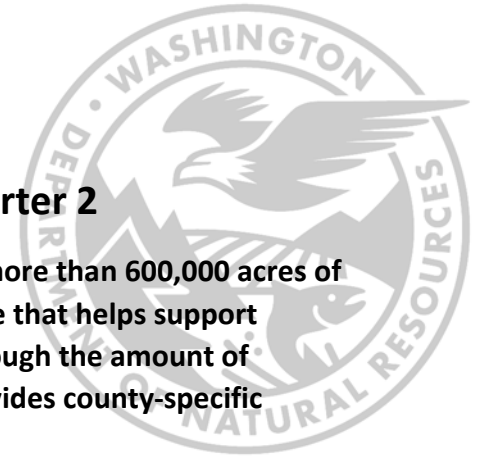 WASHINGTON
DEPARTMENT OF NATURAL RESOURCES
rter 2
more than 600,000 acres of
e that helps support
ough the amount of
vides county-specific